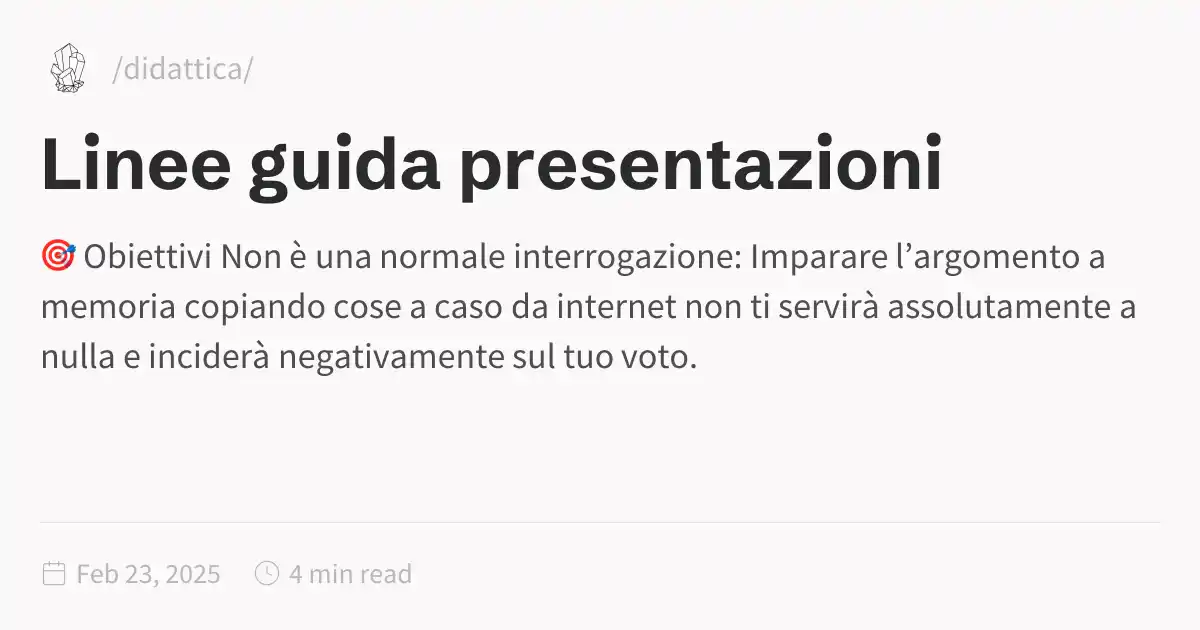 /didattica/
Linee guida presentazioni
🎯 Obiettivi Non è una normale interrogazione: Imparare l’argomento a
memoria copiando cose a caso da internet non ti servirà assolutamente a
nulla e inciderà negativamente sul tuo voto.
Feb 23, 2025 4 min read